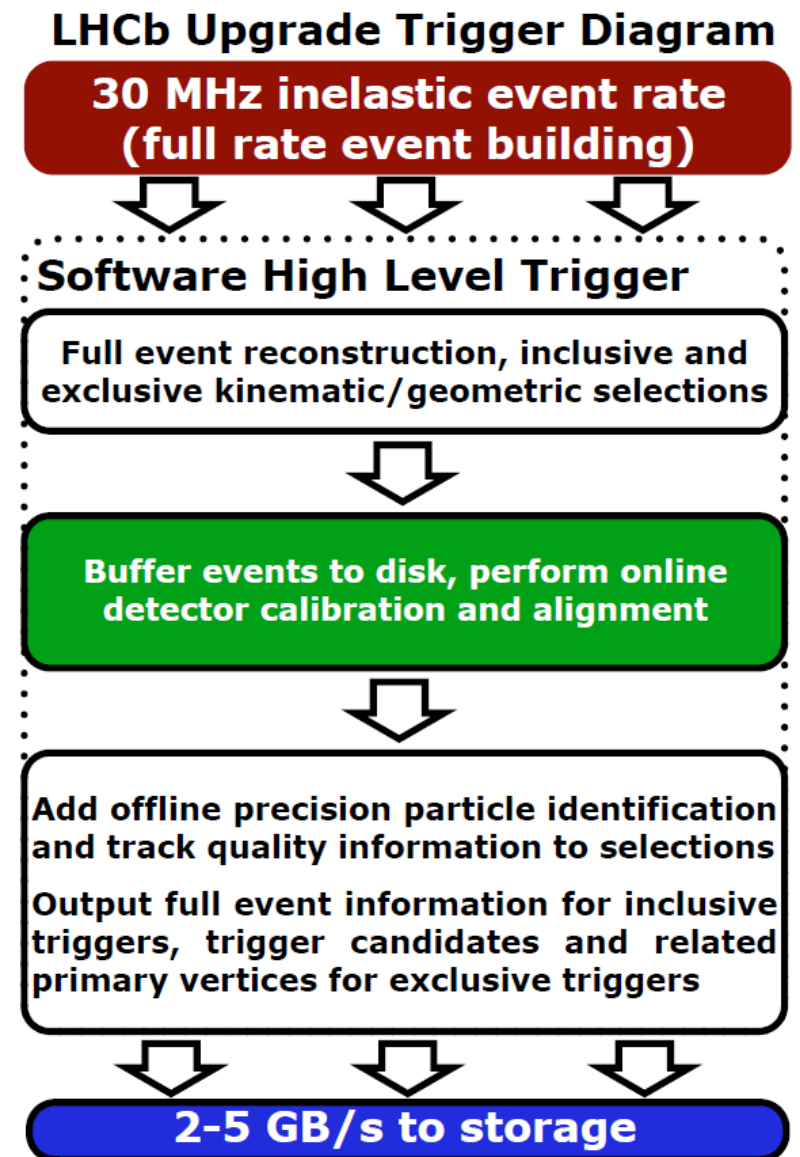 LHCb Upgrade Trigger Diagram
30 MHz inelastic event rate
(full rate event building)
Software High Level Trigger
Full event reconstruction, inclusive and
exclusive kinematic/geometric selections
Buffer events to disk, perform online
detector calibration and alignment
Add offline precision particle identification
and track quality information to selections
Output full event information for inclusive
triggers, trigger candidates and related
primary vertices for exclusive triggers
2-5 GB/s to storage